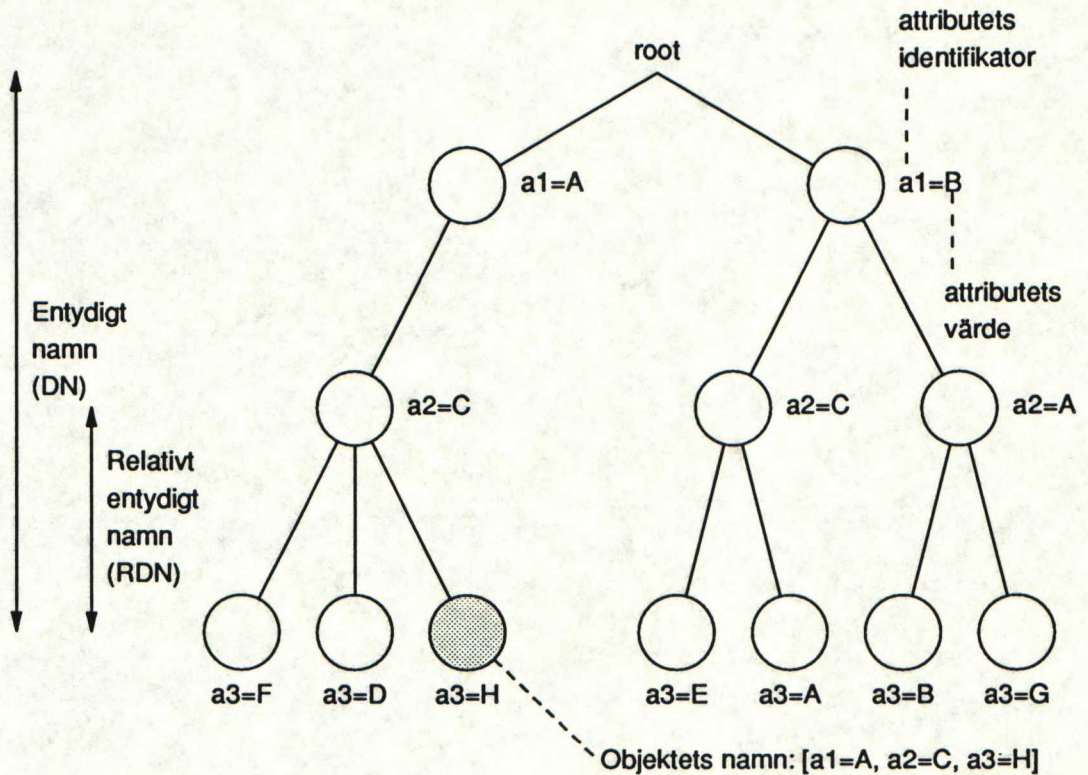 attributets
identifikator
root
a1=A
a1=B
attributets
värde
Entydigt
namn
(DN)
a2=C
a2=C
a2=A
Relativt
entydigt
namn
(RDN)
a3=F
a3=D
a3=H
a3=E
a3=A
a3=B
a3=G
Objektets namn: [a1=A, a2=C, a3=H]